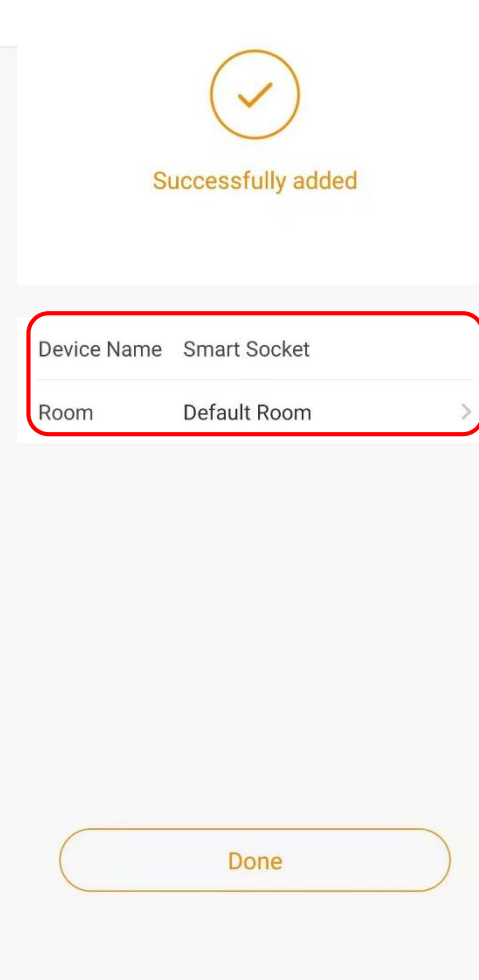 Successfully added
Device Name Smart Socket
Room Default Room
Done